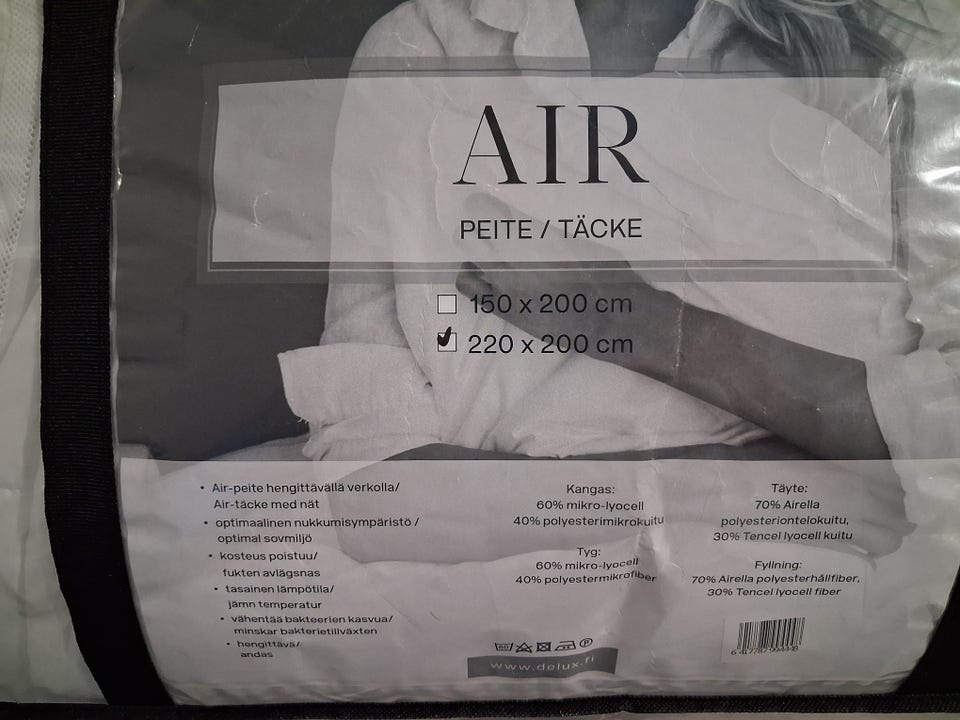 AIR
PEITE / TÄCKE
150 x 200 cm
220 x 200 cm
• Air-peite hengittävällä verkolla/
Air-täcke med nät
• optimaalinen nukkumisympäristö /
optimal sovmiljö
• kosteus poistuu/
fukten avlägsnas
• tasainen lämpötila/
jämn temperatur
• vähentää bakteerien kasvua/
minskar bakterietillväxten
• hengittävä/
andas
Kangas:
60% mikro-lyocell
40% polyesterimikrokuitu
Tyg:
60% mikro-lyocell
40% polyestermikrofiber
Täyte:
70% Airella
polyesteriontelokuitu,
30% Tencel lyocell kuitu
Fyllning:
70% Airella polyesterhålfiber,
30% Tencel lyocell fiber
www.delux.fi